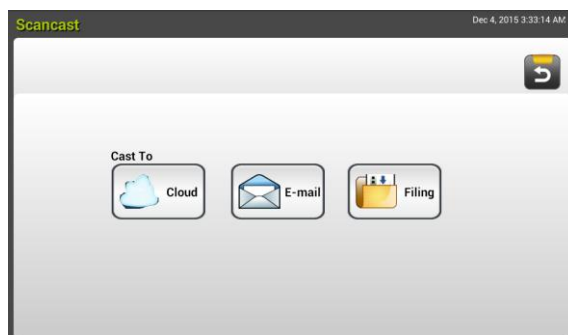 Scancast
Dec 4, 2015 3:33:14 AM
Cast To
Cloud
E-mail
Filing